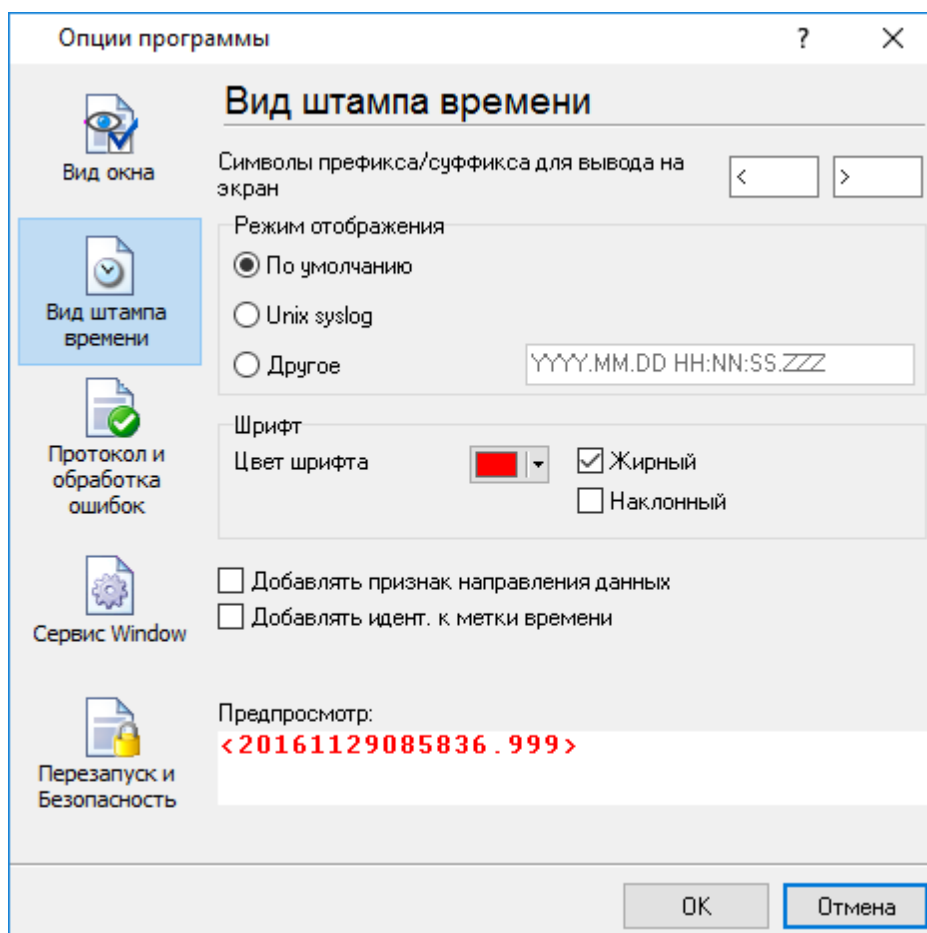 Опции программы
?
Вид окна
Вид штампа
времени
Протокол и
обработка
ошибок
Сервис Window
Перезапуск и
Безопасность
Вид штампа времени
Символы префикса/суффикса для вывода на
экран
< >
Режим отображения
По умолчанию
Unix syslog
Другое YYYY.MM.DD HH:NN:SS.ZZZ
Шрифт
Цвет шрифта Жирный
Наклонный
Добавлять признак направления данных
Добавлять идент. к метки времени
Предпросмотр:
<20161129085836.999>
OK Отмена